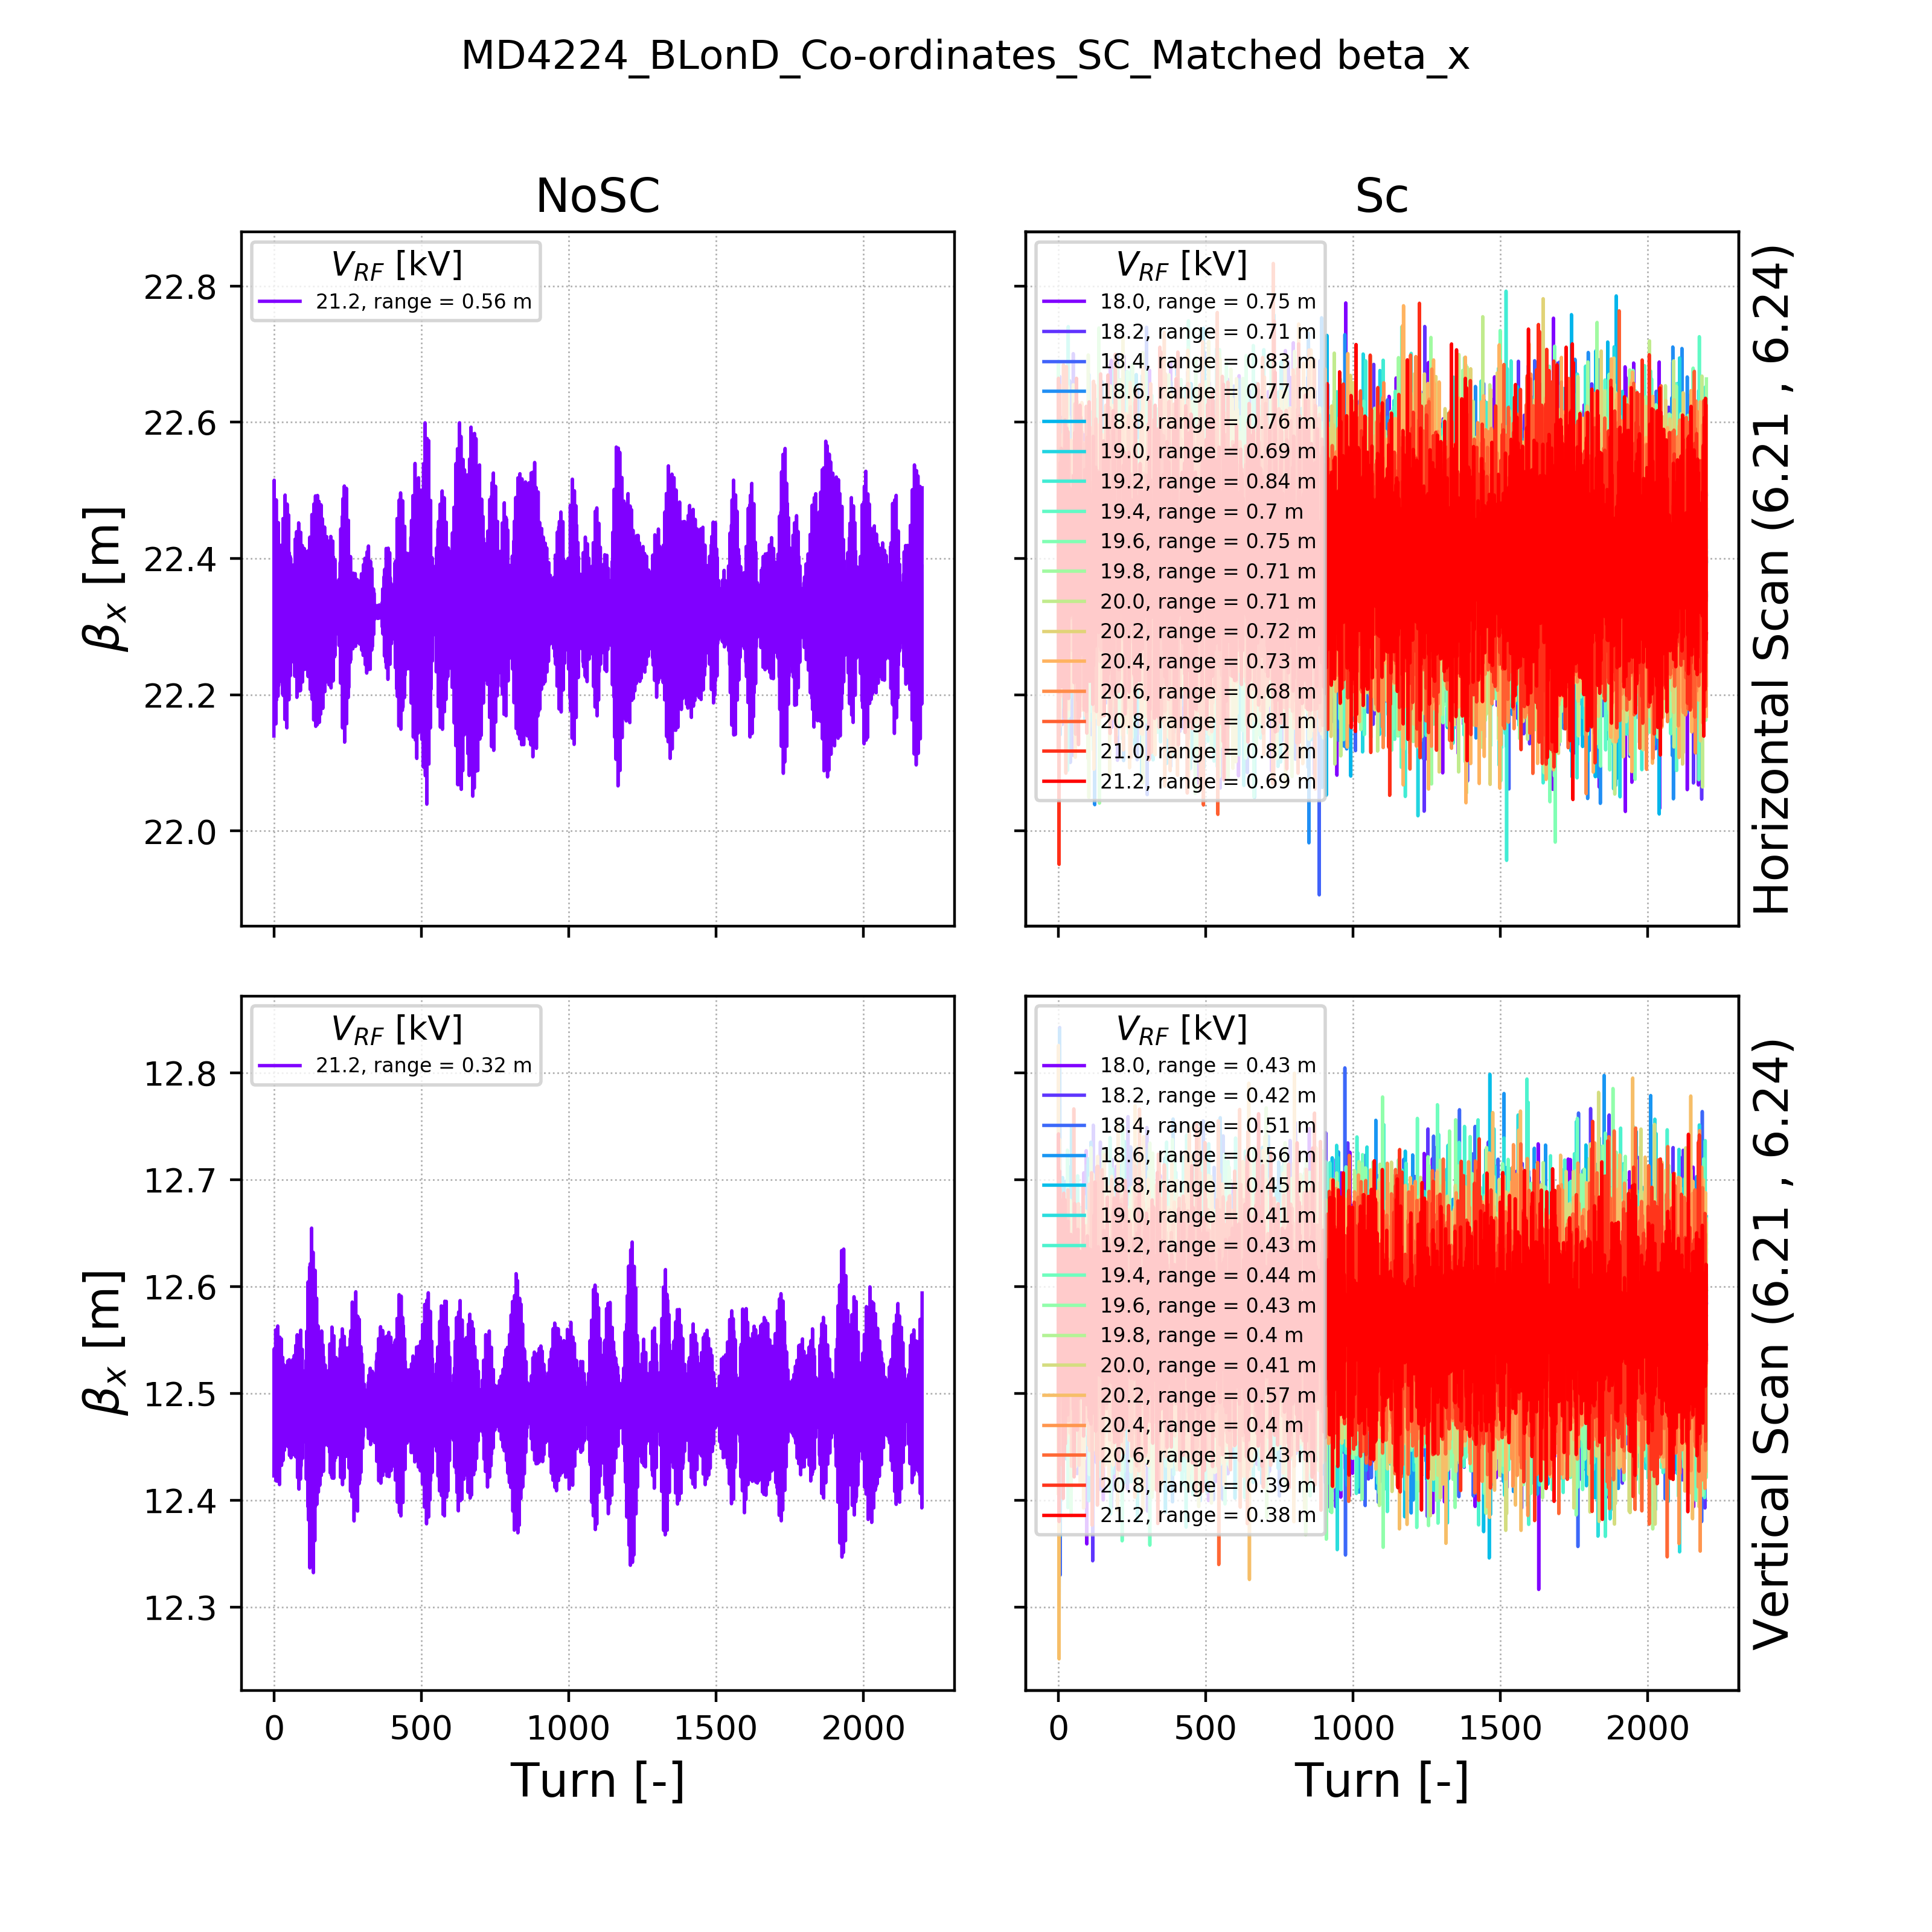 MD4224_BLonD_Co-ordinates_SC_Matched beta_x
NoSC
Sc
V_RF [kV]
21.2, range = 0.56 m
22.8
22.6
22.4
22.2
22.0
β_x [m]
V_RF [kV]
18.0, range = 0.75 m
18.2, range = 0.71 m
18.4, range = 0.83 m
18.6, range = 0.77 m
18.8, range = 0.76 m
19.0, range = 0.69 m
19.2, range = 0.84 m
19.4, range = 0.7 m
19.6, range = 0.75 m
19.8, range = 0.71 m
20.0, range = 0.71 m
20.2, range = 0.72 m
20.4, range = 0.73 m
20.6, range = 0.68 m
20.8, range = 0.81 m
21.0, range = 0.82 m
21.2, range = 0.69 m
Horizontal Scan (6.21 , 6.24)
V_RF [kV]
21.2, range = 0.32 m
12.8
12.7
12.6
12.5
12.4
12.3
β_x [m]
0 500 1000 1500 2000
Turn [-]
V_RF [kV]
18.0, range = 0.43 m
18.2, range = 0.42 m
18.4, range = 0.51 m
18.6, range = 0.56 m
18.8, range = 0.45 m
19.0, range = 0.41 m
19.2, range = 0.43 m
19.4, range = 0.44 m
19.6, range = 0.43 m
19.8, range = 0.4 m
20.0, range = 0.41 m
20.2, range = 0.57 m
20.4, range = 0.4 m
20.6, range = 0.43 m
20.8, range = 0.39 m
21.2, range = 0.38 m
0 500 1000 1500 2000
Turn [-]
Vertical Scan (6.21 , 6.24)